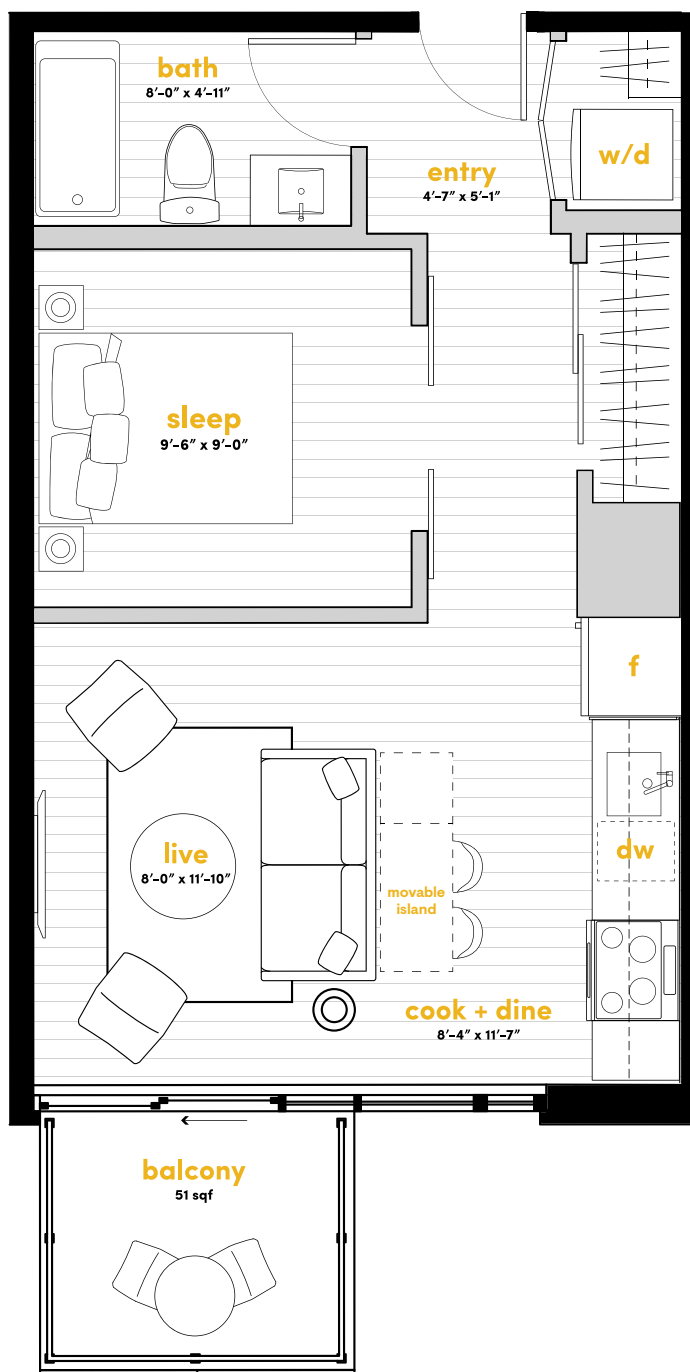 bath
8′-0″ x 4′-11″
w/d
entry
4′-7″ x 5′-1″
sleep
9′-6″ x 9′-0″
f
live
8′-0″ x 11′-10″
dw
movable
island
cook + dine
8′-4″ x 11′-7″
balcony
51 sqf